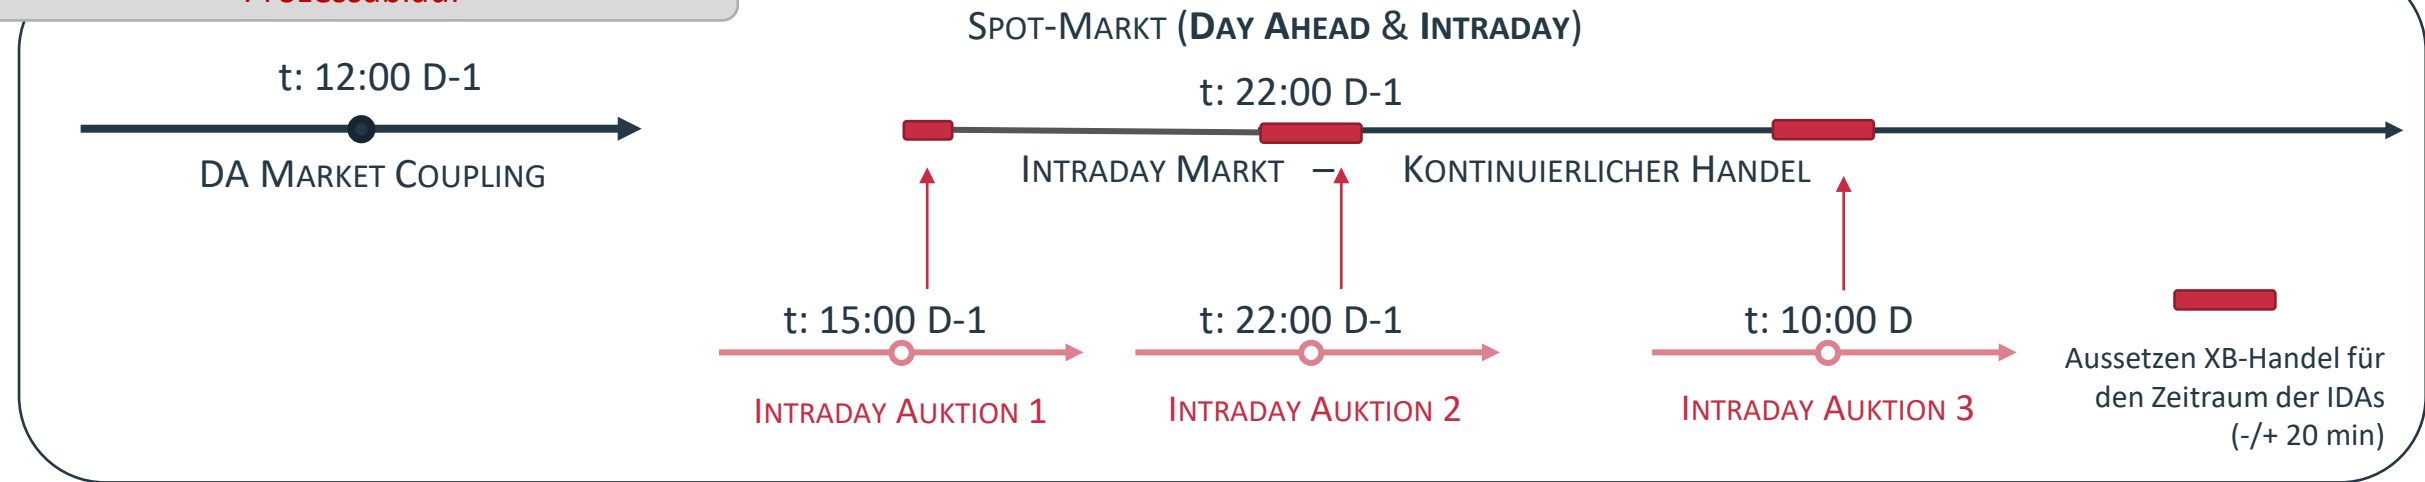 SPOT-MARKT (DAY AHEAD & INTRADAY)
t: 12:00 D-1
t: 22:00 D-1
DA MARKET COUPLING
INTRADAY MARKT – KONTINUIERLICHER HANDEL
t: 15:00 D-1
t: 22:00 D-1
t: 10:00 D
INTRADAY AUKTION 1
INTRADAY AUKTION 2
INTRADAY AUKTION 3
Aussetzen XB-Handel für
den Zeitraum der IDAs
(-/+ 20 min)